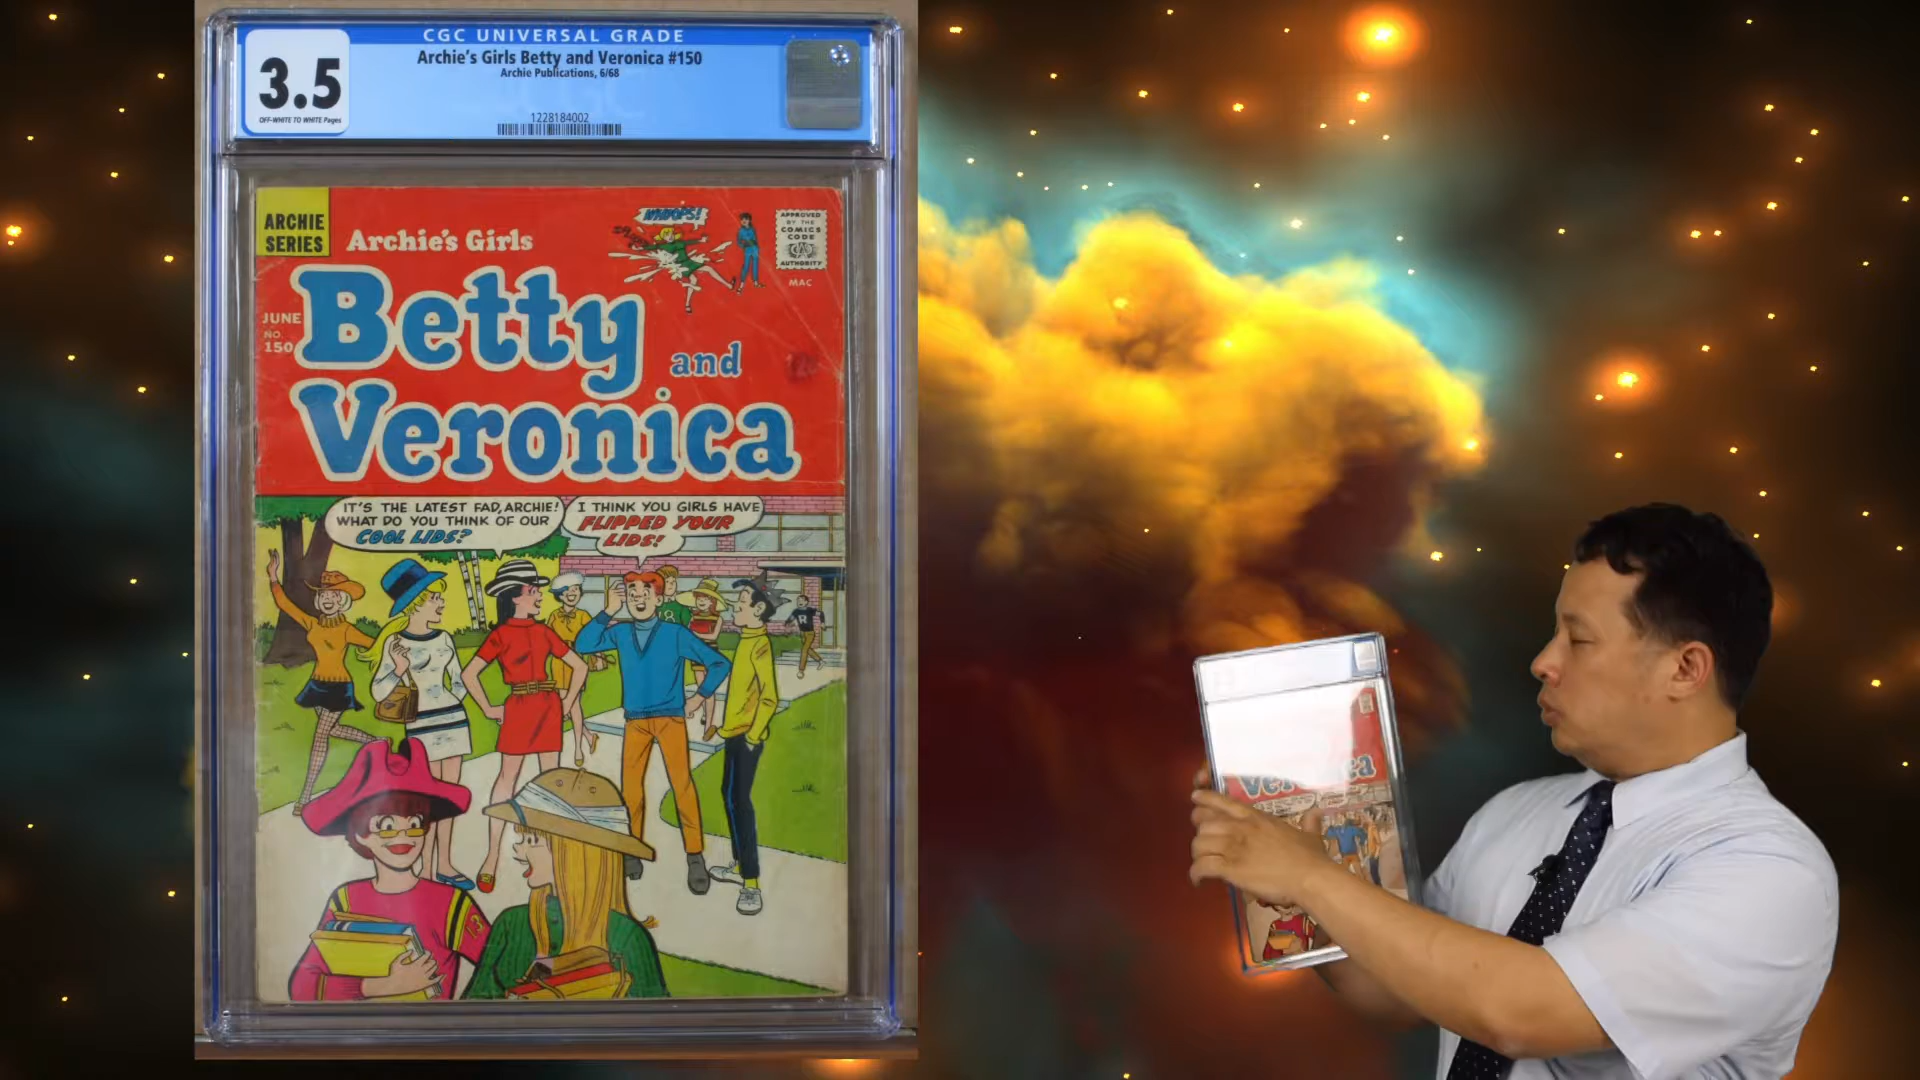 CGC UNIVERSAL GRADE
Archie's Girls Betty and Veronica #150
Archie Publications, 6/68
3.5
OFF-WHITE TO WHITE Pages
1228184002
ARCHIE
SERIES
Archie's Girls
WHOOPS!
APPROVED
BY THE
COMICS
CODE
AUTHORITY
MAC
JUNE
NO.
150
Betty
and
Veronica
IT'S THE LATEST FAD, ARCHIE!
WHAT DO YOU THINK OF OUR
COOL LIDS?
I THINK YOU GIRLS HAVE
FLIPPED YOUR
LIDS!
8
R
13